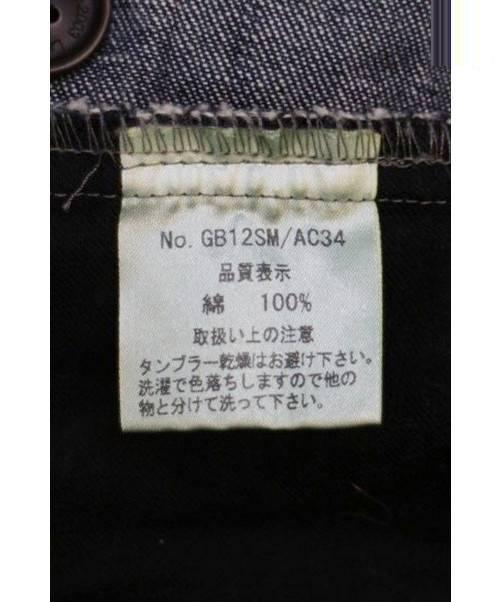 No. GB12SM/AC34
品質表示
綿 100%
取扱い上の注意
タンブラー乾燥はお避け下さい。
洗濯で色落ちしますので他の
物と分けて洗って下さい。